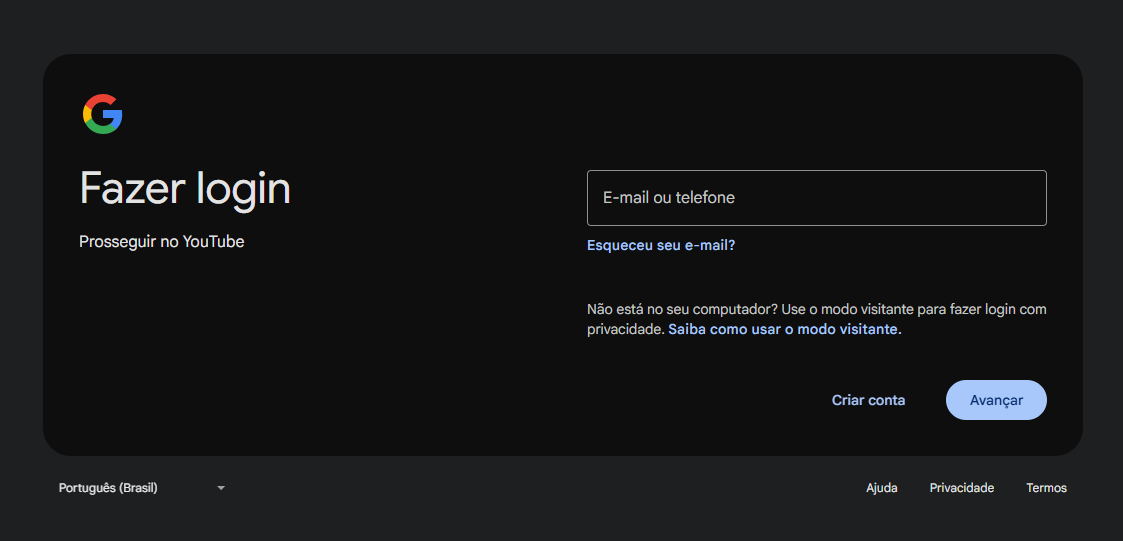 Fazer login
Prosseguir no YouTube
E-mail ou telefone
Esqueceu seu e-mail?
Não está no seu computador? Use o modo visitante para fazer login com
privacidade. Saiba como usar o modo visitante.
Criar conta
Avançar
Português (Brasil)
Ajuda
Privacidade
Termos